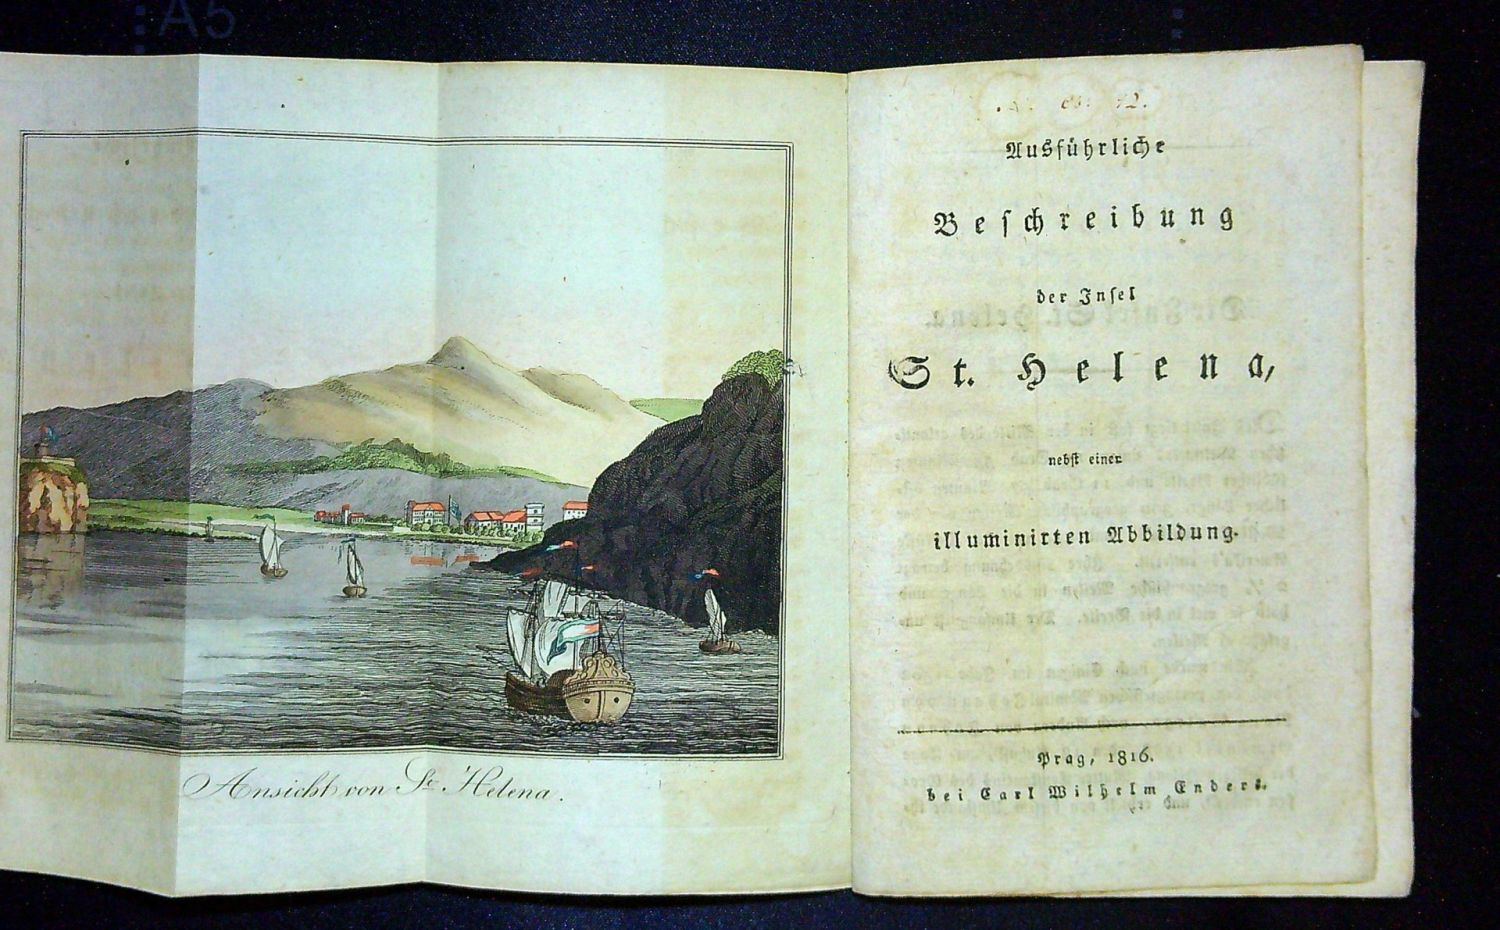 A5
Ansicht von St. Helena.
Ausführliche
Beschreibung
der Insel
St. Helena,
nebst einer
illuminirten Abbildung.
Prag, 1816.
bei Carl Wilhelm Enders.